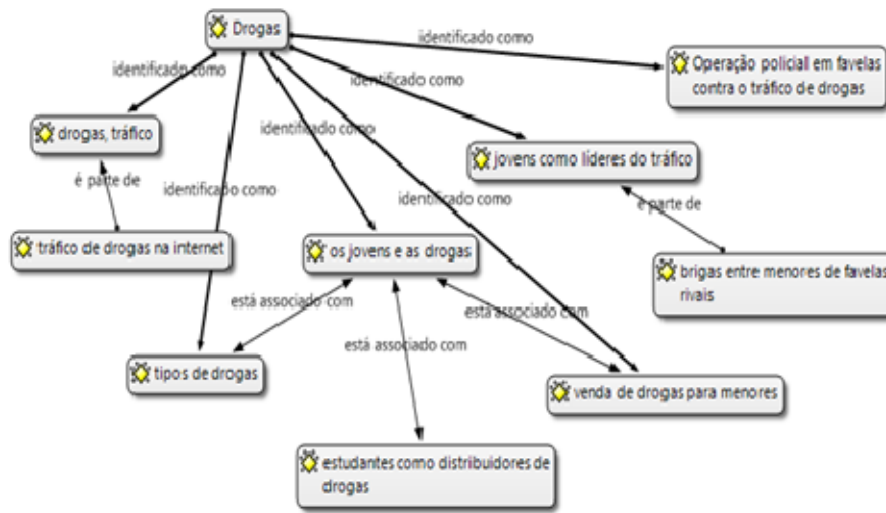 Drogas
identificado como
Operação policial em favelas
contra o tráfico de drogas
identificado como
identificado como
drogas, tráfico
identificado como
jovens como líderes do tráfico
é parte de
identificado como
identificado como
é parte de
tráfico de drogas na internet
os jovens e as drogas
brigas entre menores de favelas
rivais
está associado com
está associado com
está associado com
tipos de drogas
venda de drogas para menores
estudantes como distribuidores de
drogas